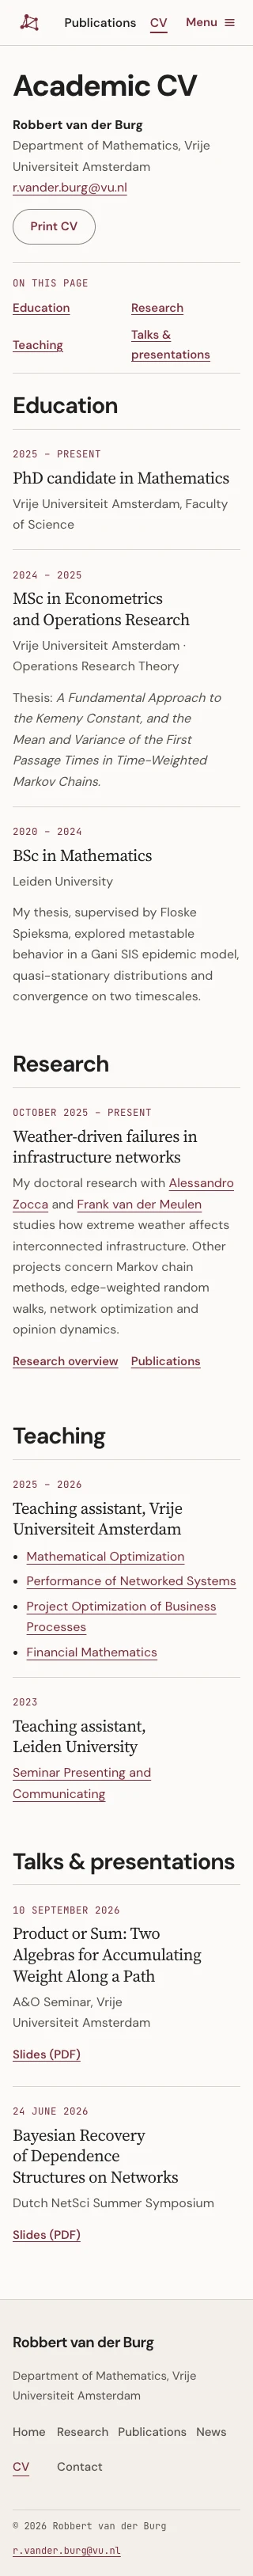 Publications CV Menu
Academic CV
Robbert van der Burg
Department of Mathematics, Vrije
Universiteit Amsterdam
r.vander.burg@vu.nl
Print CV
ON THIS PAGE
Education Research
Teaching Talks &
presentations
Education
2025 – PRESENT
PhD candidate in Mathematics
Vrije Universiteit Amsterdam, Faculty
of Science
2024 – 2025
MSc in Econometrics
and Operations Research
Vrije Universiteit Amsterdam ·
Operations Research Theory
Thesis: A Fundamental Approach to
the Kemeny Constant, and the
Mean and Variance of the First
Passage Times in Time-Weighted
Markov Chains.
2020 – 2024
BSc in Mathematics
Leiden University
My thesis, supervised by Floske
Spieksma, explored metastable
behavior in a Gani SIS epidemic model,
quasi-stationary distributions and
convergence on two timescales.
Research
OCTOBER 2025 – PRESENT
Weather-driven failures in
infrastructure networks
My doctoral research with Alessandro
Zocca and Frank van der Meulen
studies how extreme weather affects
interconnected infrastructure. Other
projects concern Markov chain
methods, edge-weighted random
walks, network optimization and
opinion dynamics.
Research overview Publications
Teaching
2025 – 2026
Teaching assistant, Vrije
Universiteit Amsterdam
• Mathematical Optimization
• Performance of Networked Systems
• Project Optimization of Business
Processes
• Financial Mathematics
2023
Teaching assistant,
Leiden University
Seminar Presenting and
Communicating
Talks & presentations
10 SEPTEMBER 2026
Product or Sum: Two
Algebras for Accumulating
Weight Along a Path
A&O Seminar, Vrije
Universiteit Amsterdam
Slides (PDF)
24 JUNE 2026
Bayesian Recovery
of Dependence
Structures on Networks
Dutch NetSci Summer Symposium
Slides (PDF)
Robbert van der Burg
Department of Mathematics, Vrije
Universiteit Amsterdam
Home Research Publications News
CV Contact
© 2026 Robbert van der Burg
r.vander.burg@vu.nl